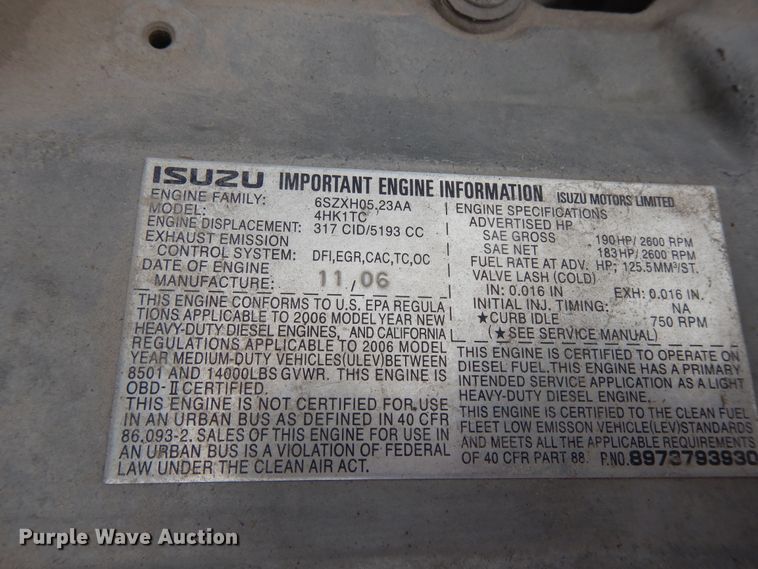 ISUZU IMPORTANT ENGINE INFORMATION ISUZU MOTORS LIMITED
ENGINE FAMILY: 6SZXH05.23AA
MODEL: 4HK1TC
ENGINE DISPLACEMENT: 317 CID/5193 CC
EXHAUST EMISSION
CONTROL SYSTEM: DFI,EGR,CAC,TC,OC
DATE OF ENGINE
MANUFACTURE: 11/06
THIS ENGINE CONFORMS TO U.S. EPA REGULA
TIONS APPLICABLE TO 2006 MODEL YEAR NEW
HEAVY-DUTY DIESEL ENGINES, AND CALIFORNIA
REGULATIONS APPLICABLE TO 2006 MODEL
YEAR MEDIUM-DUTY VEHICLES(ULEV)BETWEEN
8501 AND 14000LBS GVWR. THIS ENGINE IS
OBD-II CERTIFIED.
THIS ENGINE IS NOT CERTIFIED FOR USE
IN AN URBAN BUS AS DEFINED IN 40 CFR
86.093-2. SALES OF THIS ENGINE FOR USE IN
AN URBAN BUS IS A VIOLATION OF FEDERAL
LAW UNDER THE CLEAN AIR ACT.
ENGINE SPECIFICATIONS
ADVERTISED HP
SAE GROSS 190HP/2600 RPM
SAE NET 183HP/2600 RPM
FUEL RATE AT ADV. HP: 125.5MM³/ST.
VALVE LASH (COLD)
IN: 0.016 IN EXH: 0.016 IN.
INITIAL INJ. TIMING: NA
★CURB IDLE 750 RPM
(★SEE SERVICE MANUAL)
THIS ENGINE IS CERTIFIED TO OPERATE ON
DIESEL FUEL.THIS ENGINE HAS A PRIMARY
INTENDED SERVICE APPLICATION AS A LIGHT
HEAVY-DUTY DIESEL ENGINE.
THIS ENGINE IS CERTIFIED TO THE CLEAN FUEL
FLEET LOW EMISSON VEHICLE(LEV)STANDARDS
AND MEETS ALL THE APPLICABLE REQUIREMENTS
OF 40 CFR PART 88. P.NO.8973793930
Purple Wave Auction